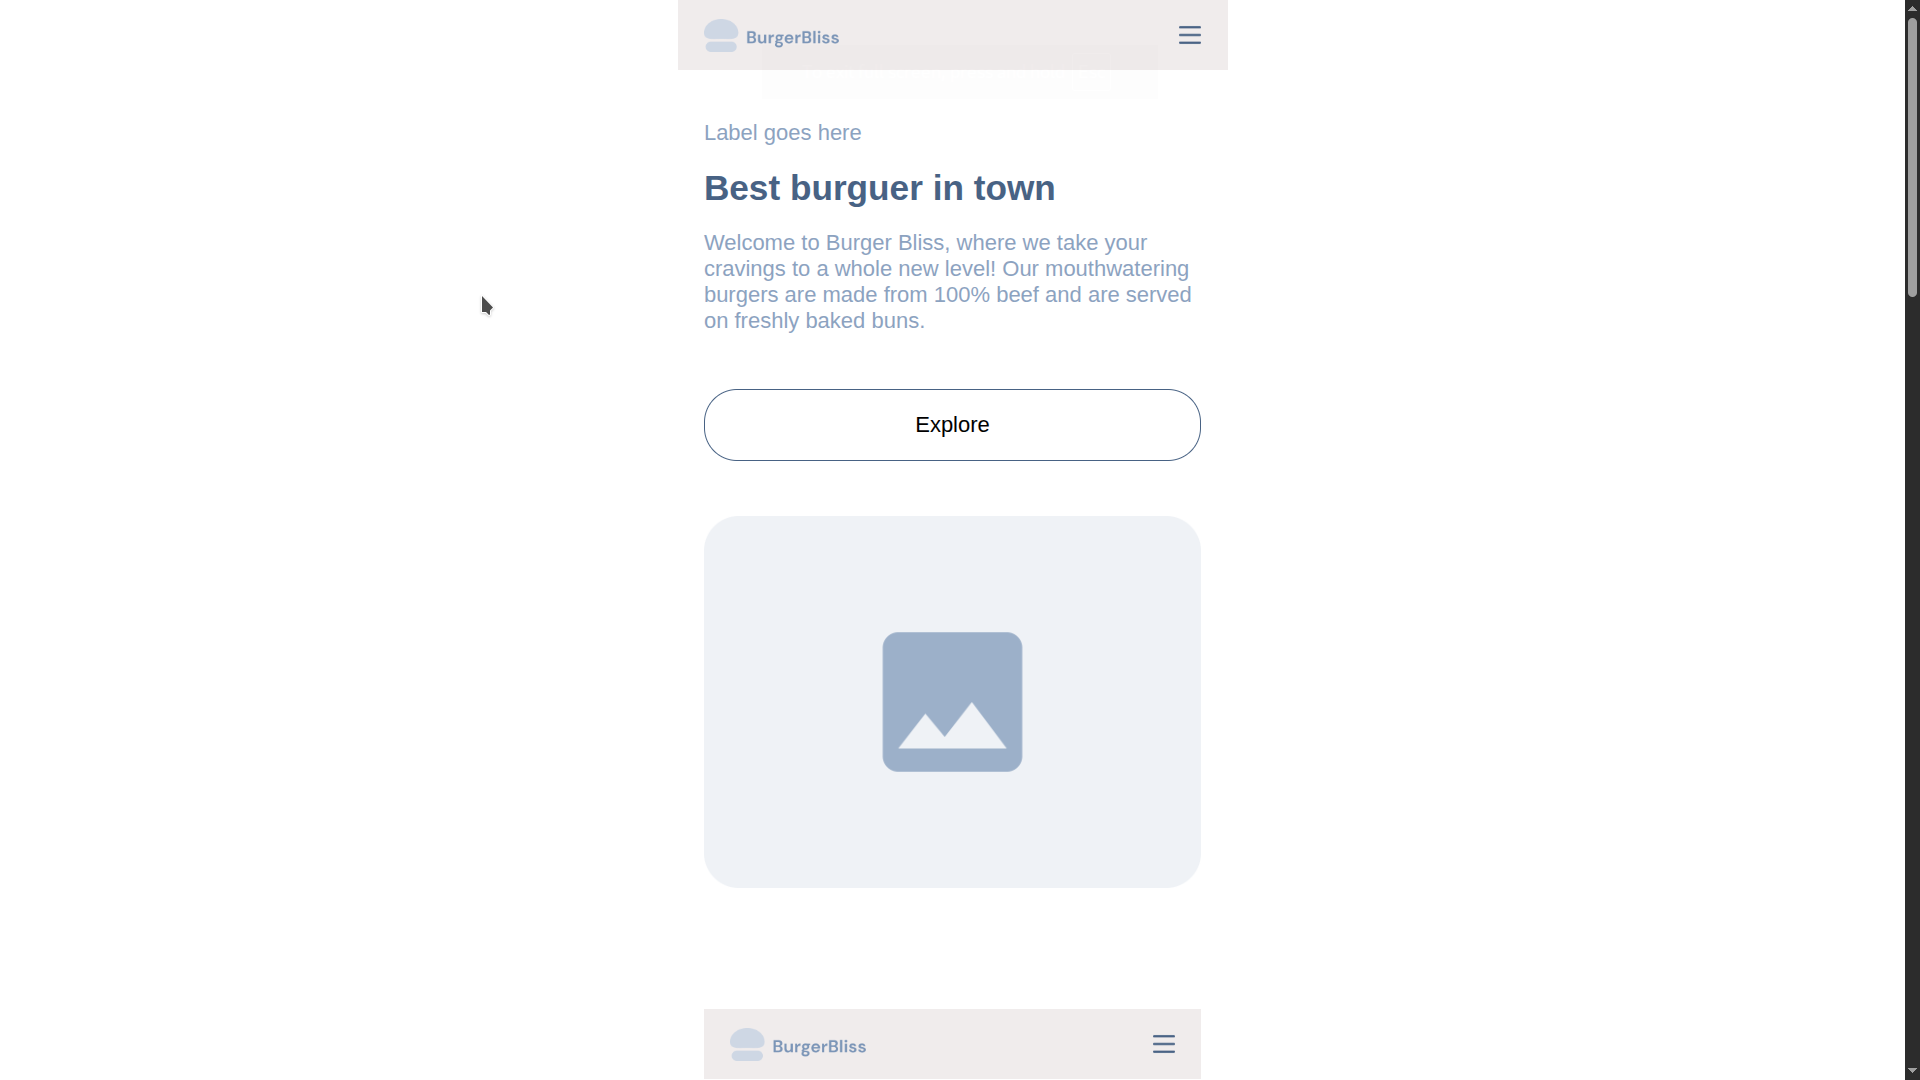 BurgerBliss
Label goes here
Best burguer in town
Welcome to Burger Bliss, where we take your
cravings to a whole new level! Our mouthwatering
burgers are made from 100% beef and are served
on freshly baked buns.
Explore
BurgerBliss